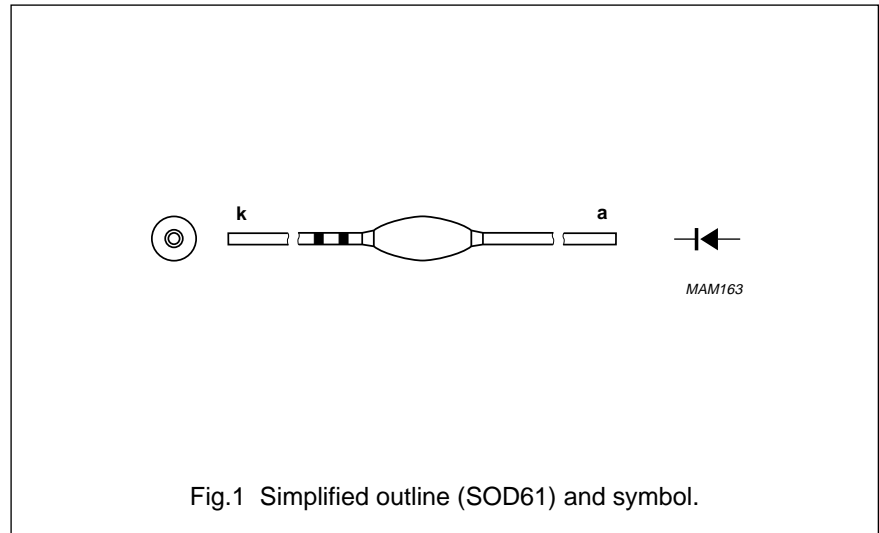 k
a
MAM163
Fig.1 Simplified outline (SOD61) and symbol.